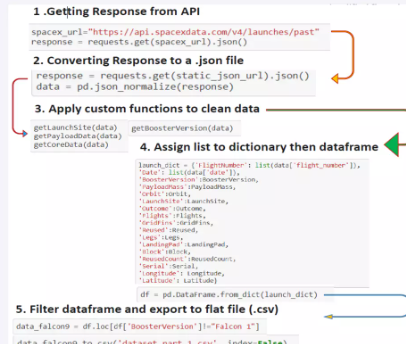 1 .Getting Response from API
spacex_url="https://api.spacexdata.com/v4/launches/past"
response = requests.get(spacex_url).json()
2. Converting Response to a .json file
response = requests.get(static_json_url).json()
data = pd.json_normalize(response)
3. Apply custom functions to clean data
getLaunchSite(data)
getPayloadData(data)
getCoreData(data)
getBoosterVersion(data)
4. Assign list to dictionary then dataframe
launch_dict = {'FlightNumber': list(data['flight_number']),
'Date': list(data['date']),
'BoosterVersion':BoosterVersion,
'PayloadMass':PayloadMass,
'Orbit':Orbit,
'LaunchSite':LaunchSite,
'Outcome':Outcome,
'Flights':Flights,
'GridFins':GridFins,
'Reused':Reused,
'Legs':Legs,
'LandingPad':LandingPad,
'Block':Block,
'ReusedCount':ReusedCount,
'Serial':Serial,
'Longitude': Longitude,
'Latitude': Latitude}
df = pd.DataFrame.from_dict(launch_dict)
5. Filter dataframe and export to flat file (.csv)
data_falcon9 = df.loc[df['BoosterVersion']!="Falcon 1"]
data_falcon9.to_csv('dataset_part_1.csv', index=False)